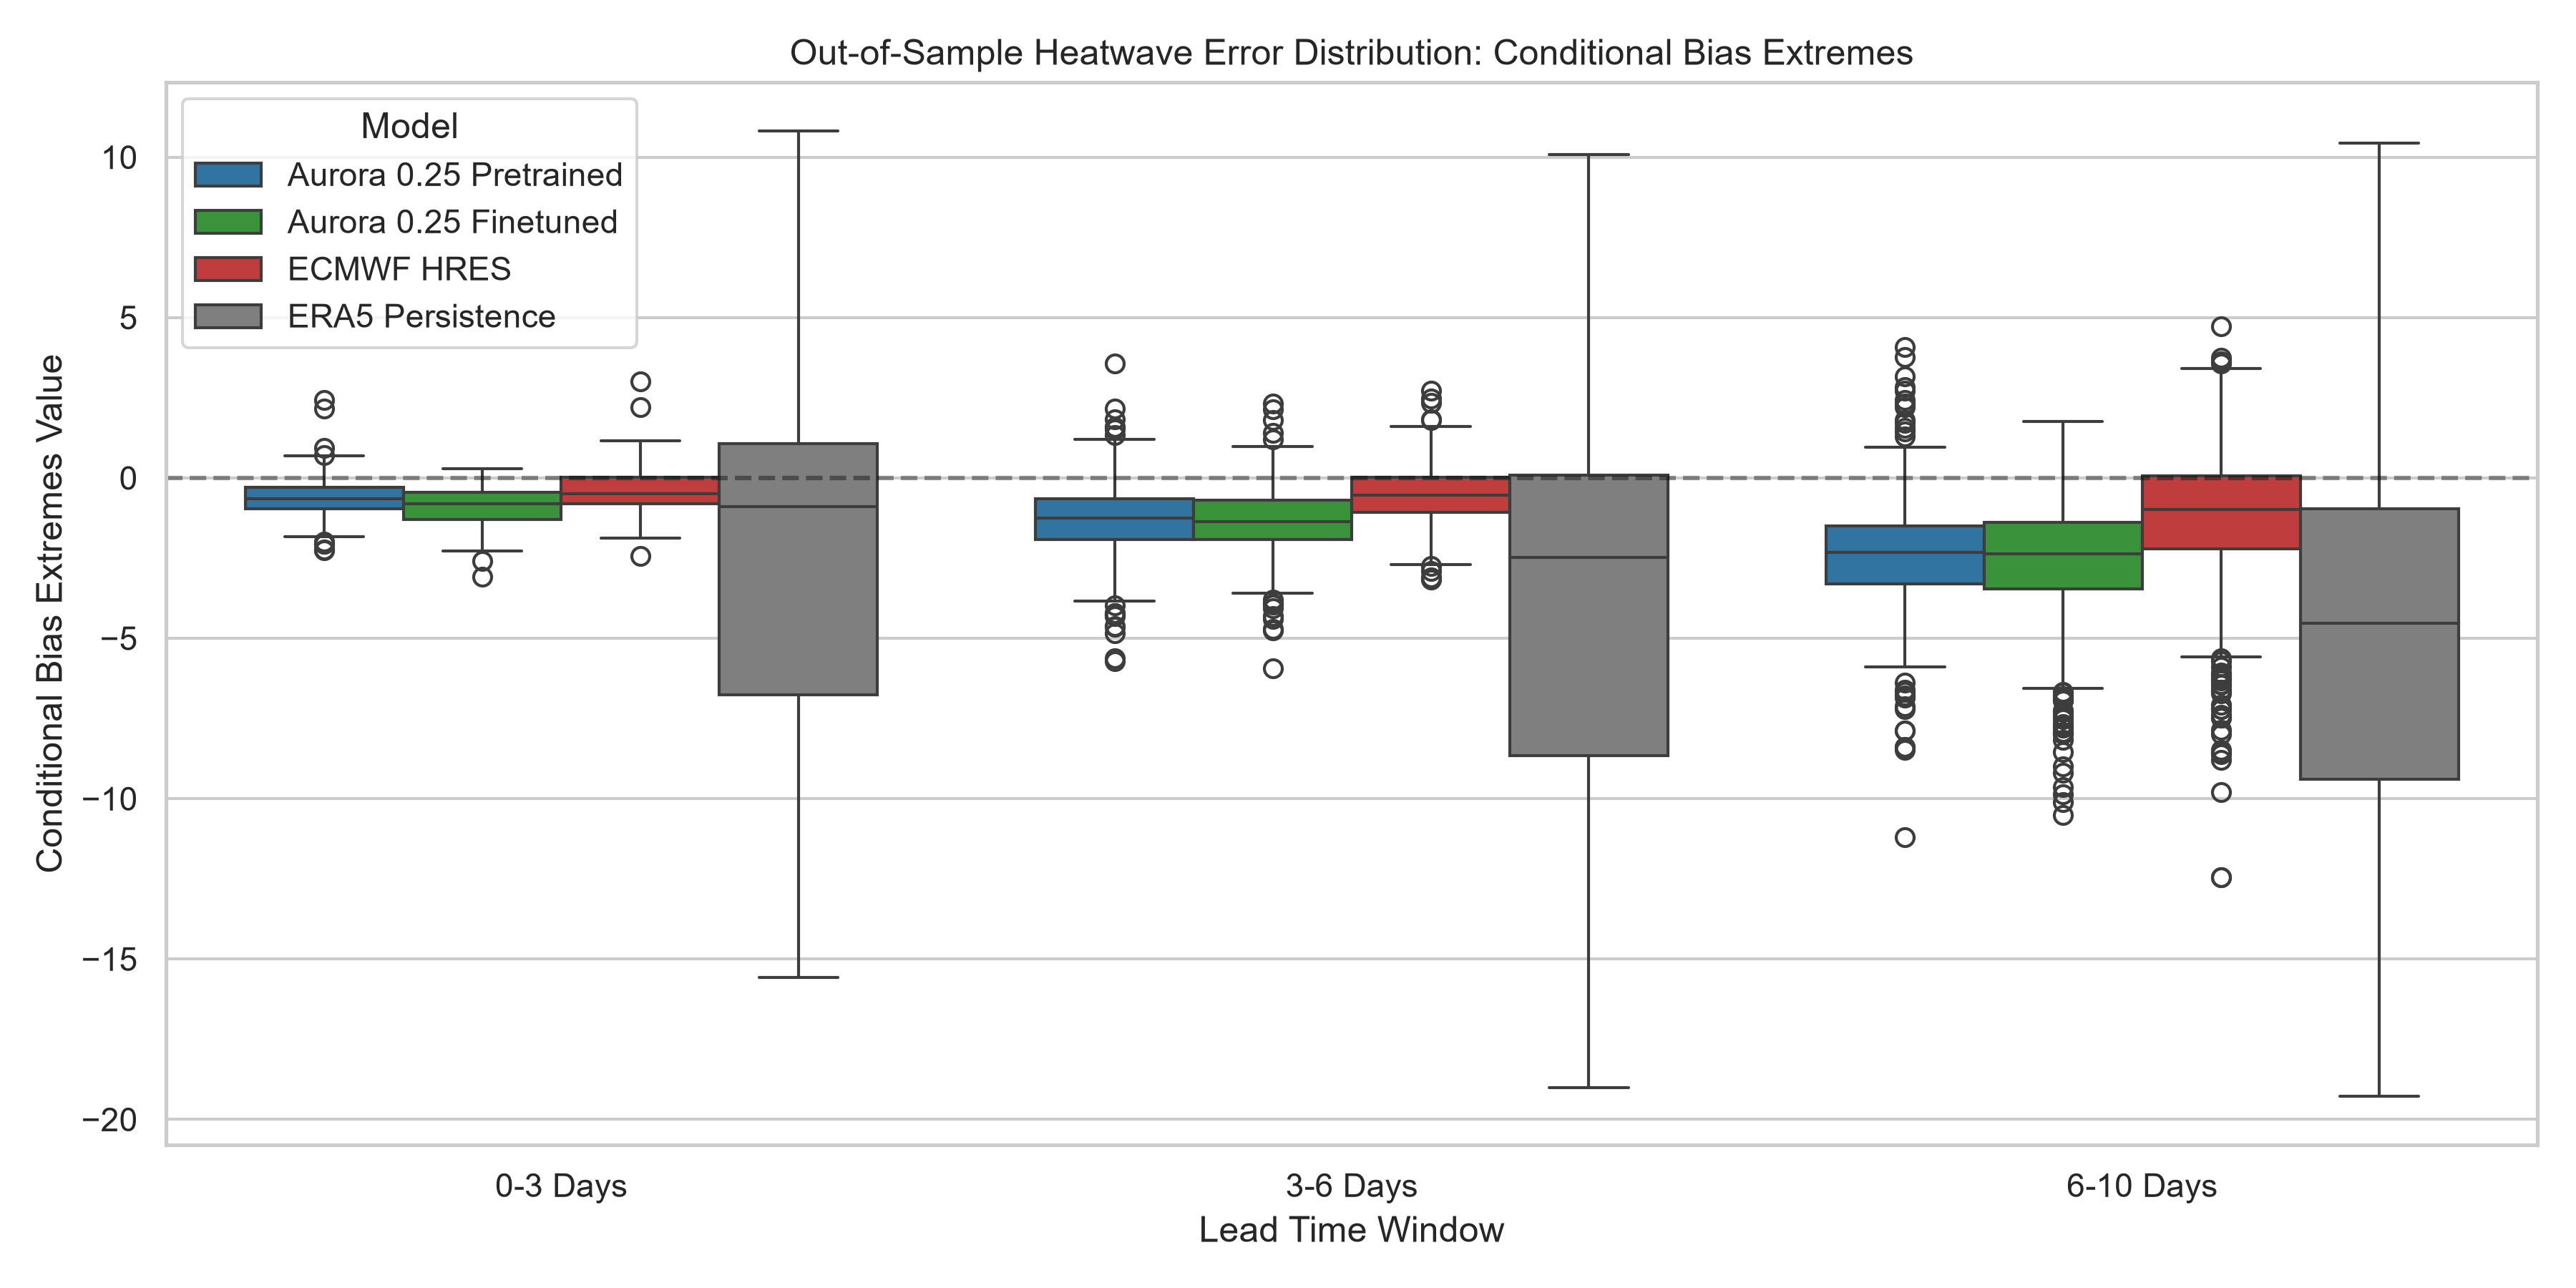 Out-of-Sample Heatwave Error Distribution: Conditional Bias Extremes
Model
Aurora 0.25 Pretrained
Aurora 0.25 Finetuned
ECMWF HRES
ERA5 Persistence
Conditional Bias Extremes Value
10
5
0
−5
−10
−15
−20
0-3 Days
3-6 Days
6-10 Days
Lead Time Window